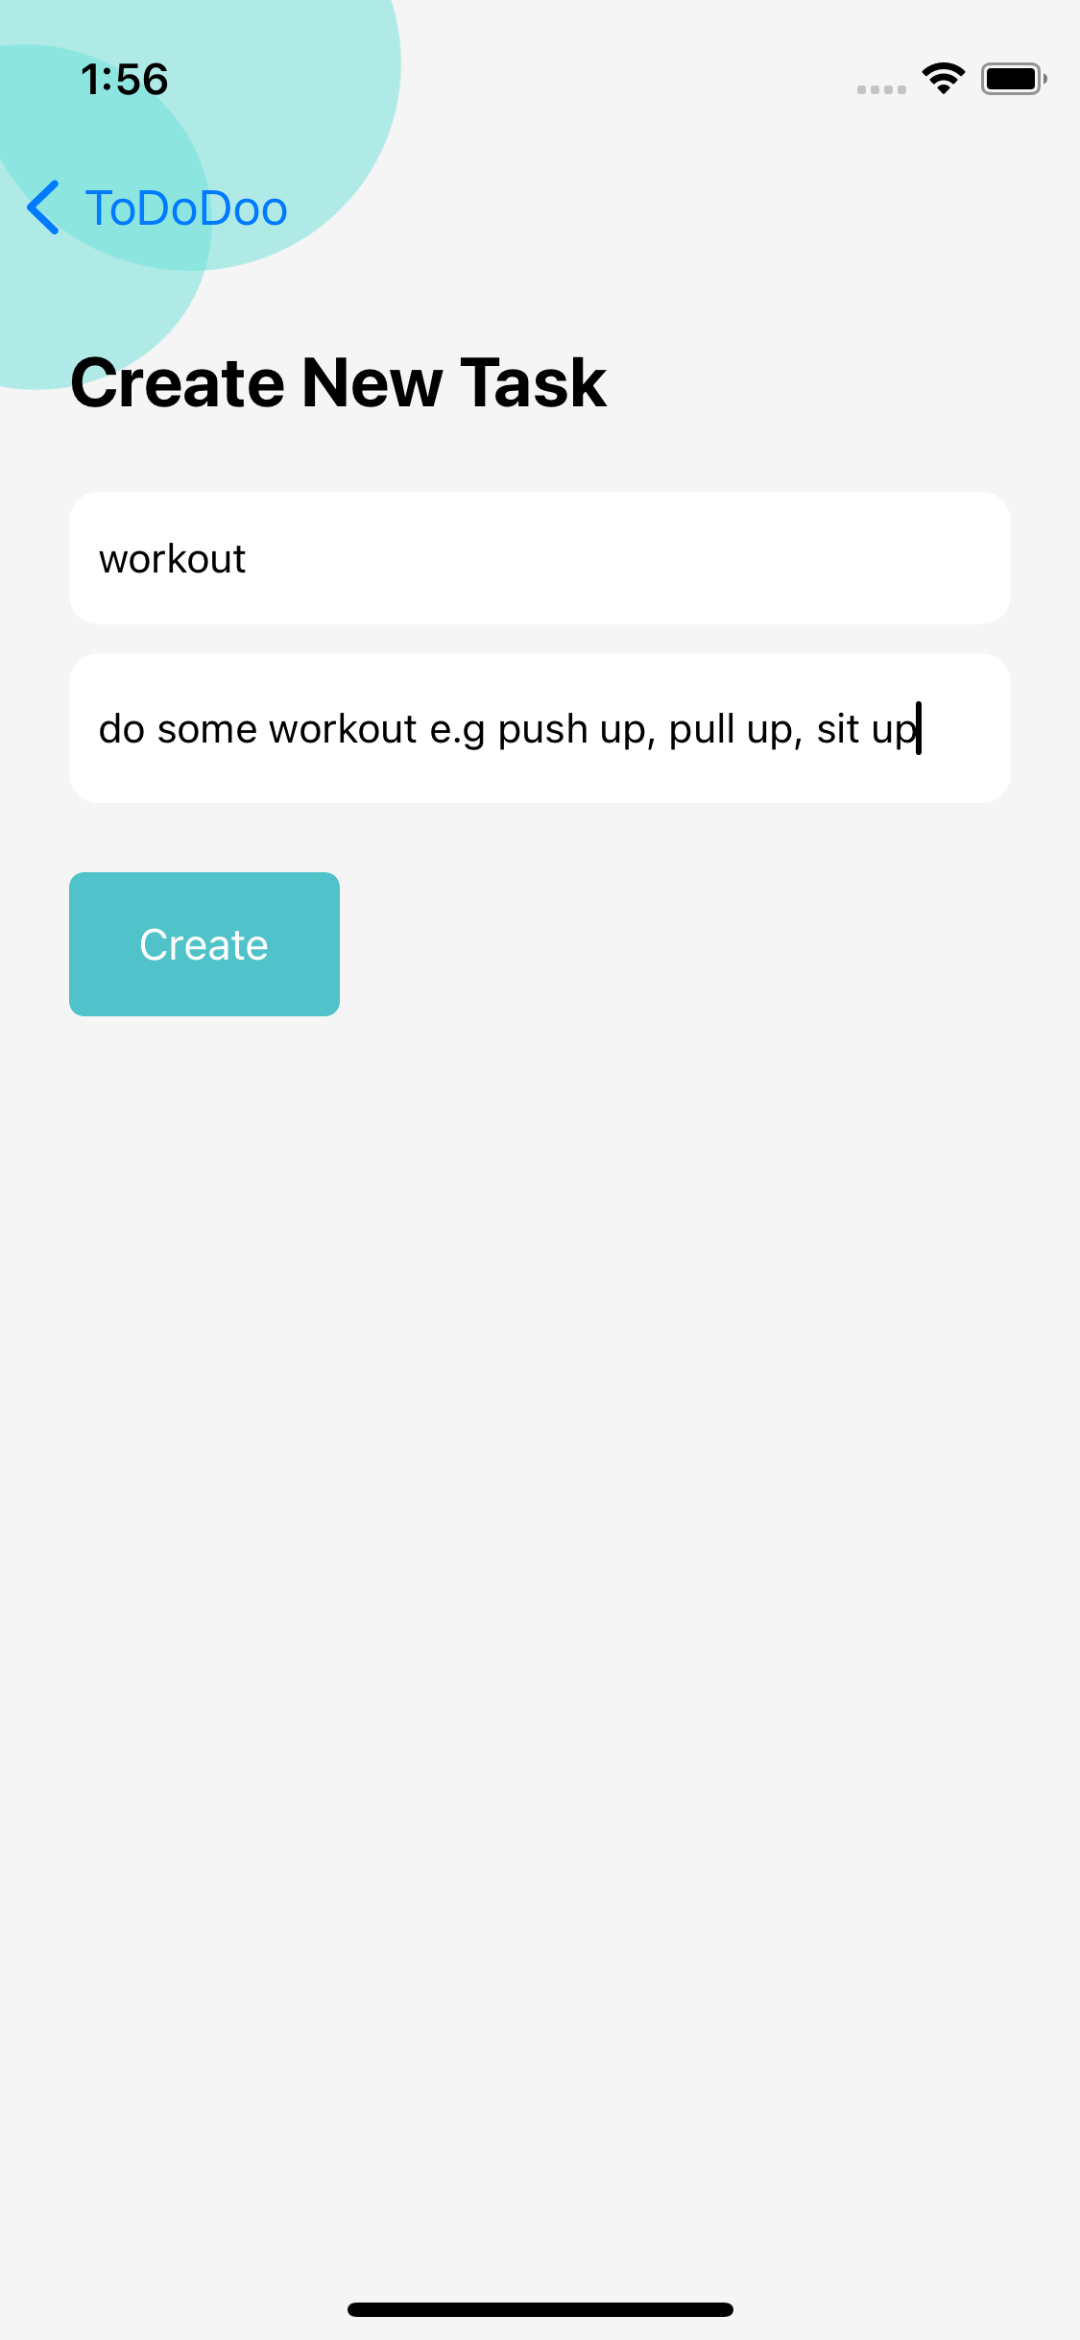 1:56
ToDoDoo
Create New Task
workout
do some workout e.g push up, pull up, sit up
Create